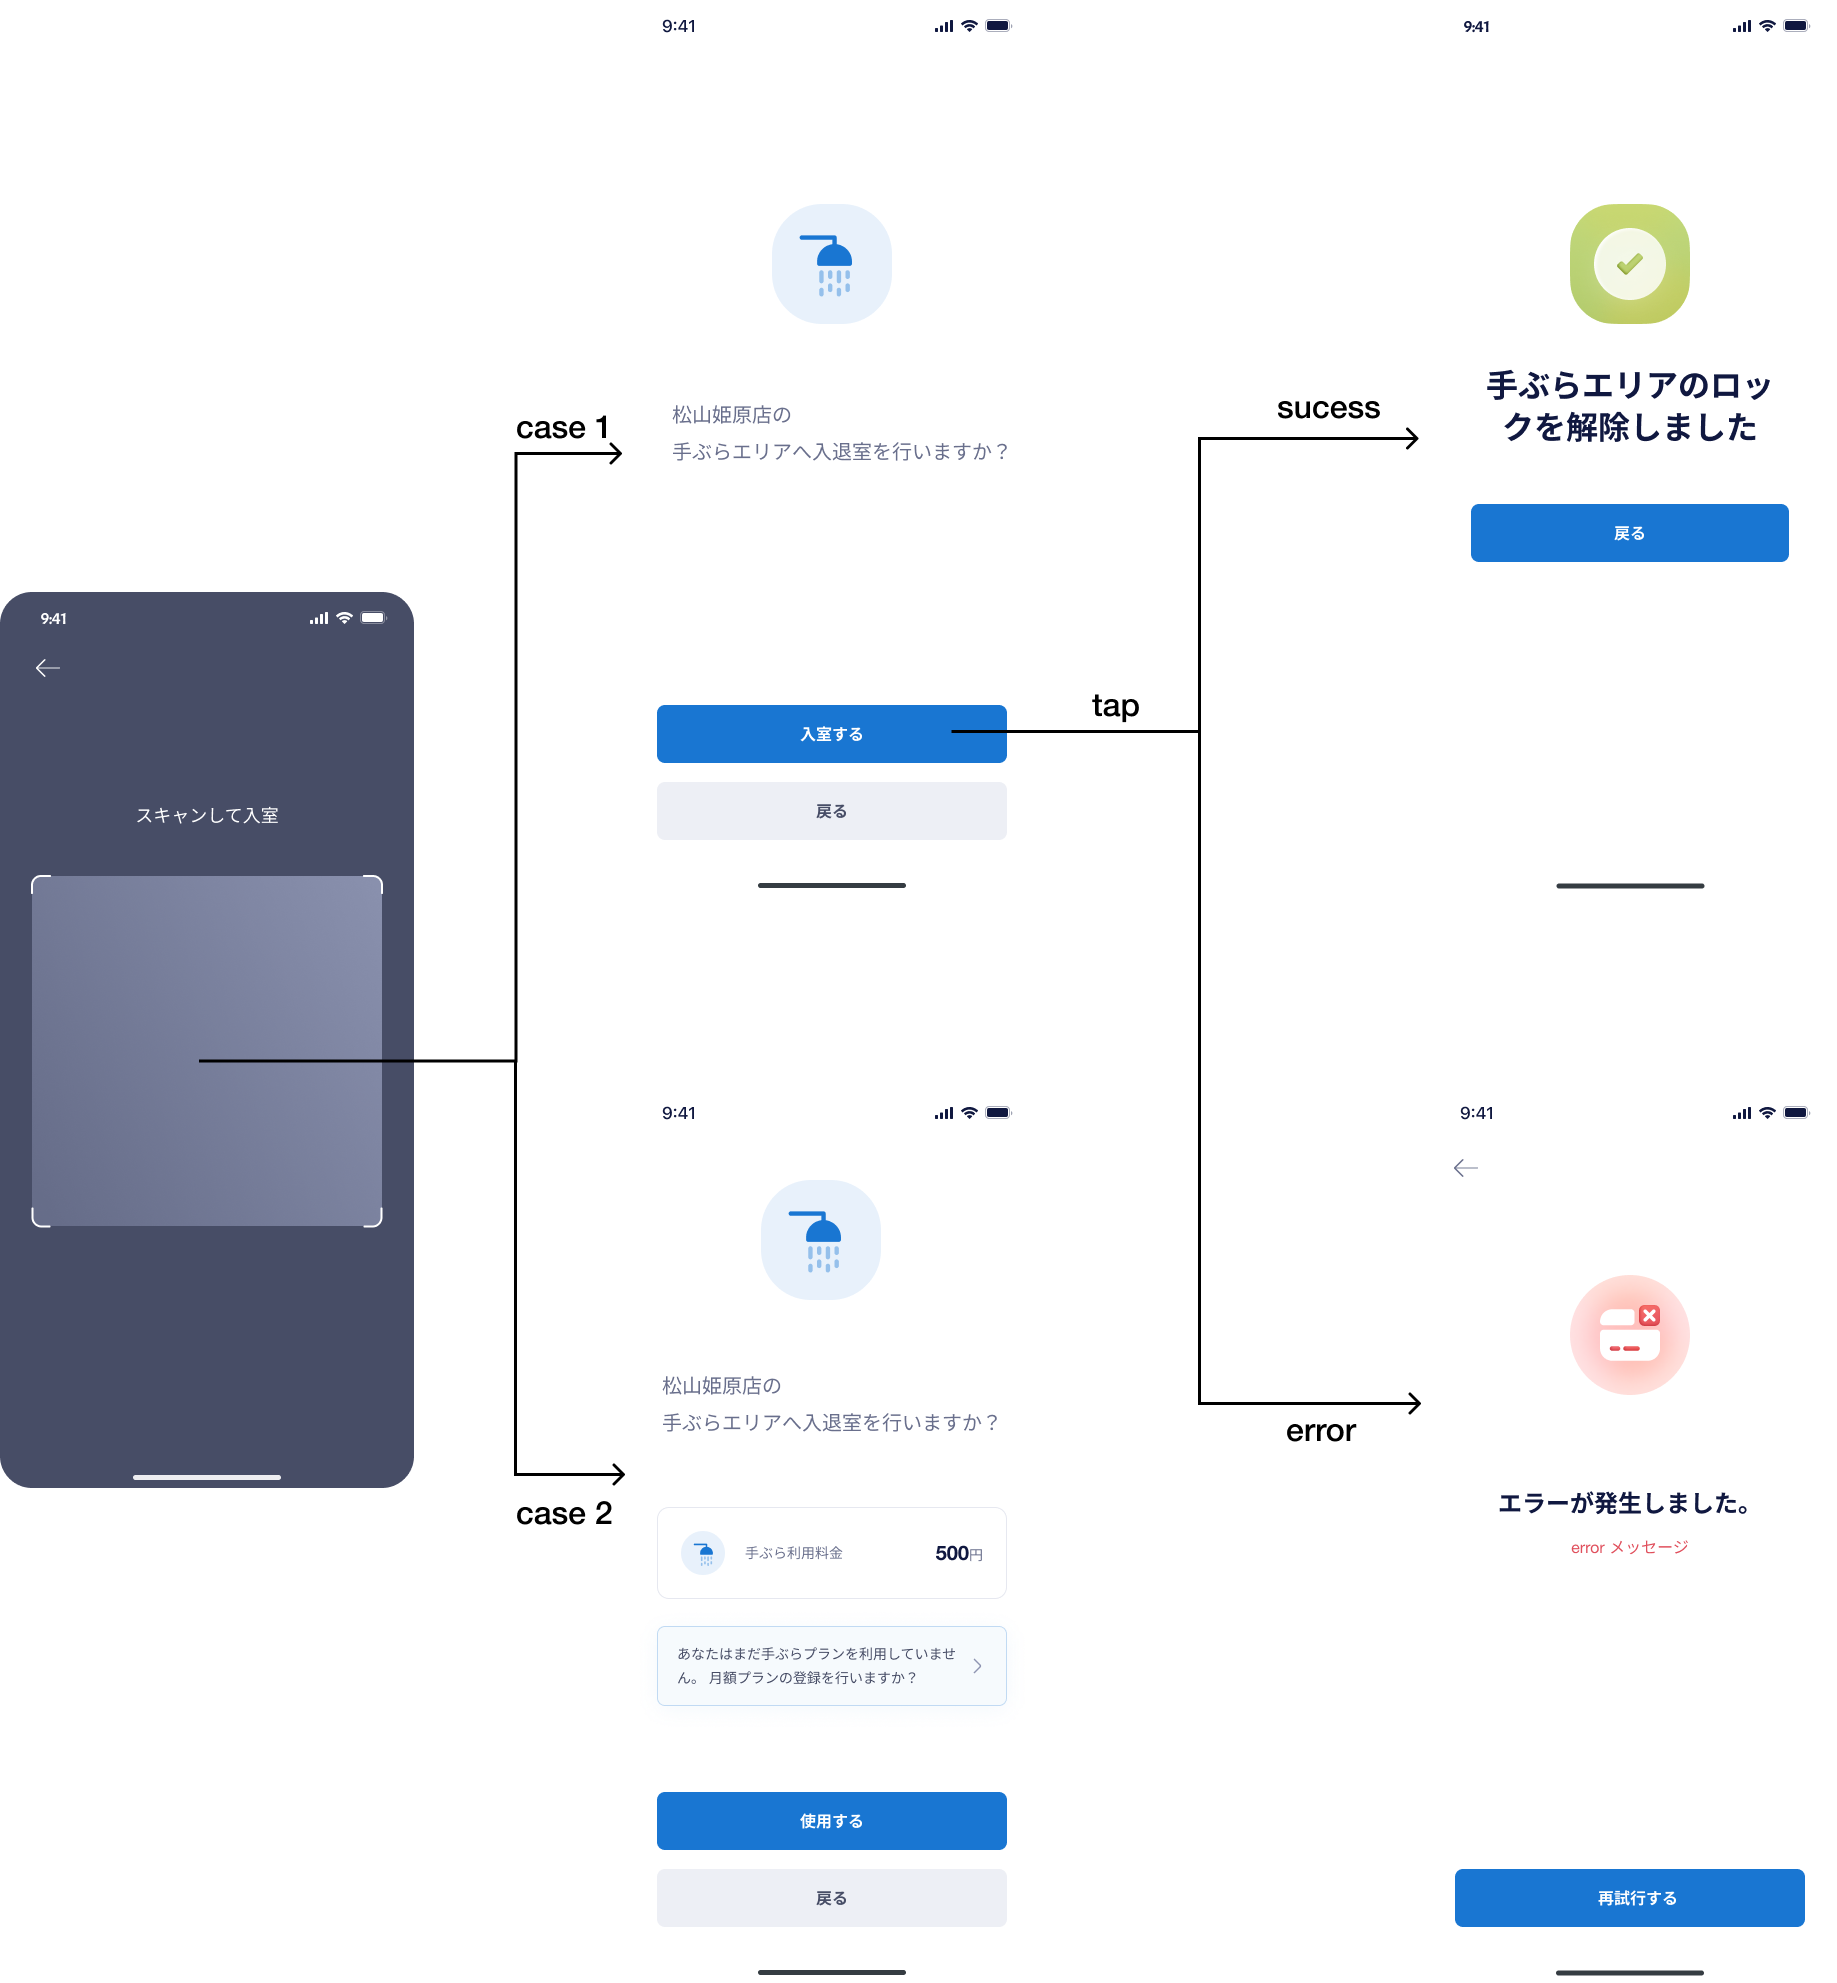 9:41
スキャンして入室
case 1
case 2
9:41
松山姫原店の
手ぶらエリアへ入退室を行いますか？
入室する
戻る
9:41
松山姫原店の
手ぶらエリアへ入退室を行いますか？
手ぶら利用料金 500円
あなたはまだ手ぶらプランを利用していませ
ん。 月額プランの登録を行いますか？
使用する
戻る
tap
sucess
error
9:41
手ぶらエリアのロッ
クを解除しました
戻る
9:41
エラーが発生しました。
error メッセージ
再試行する